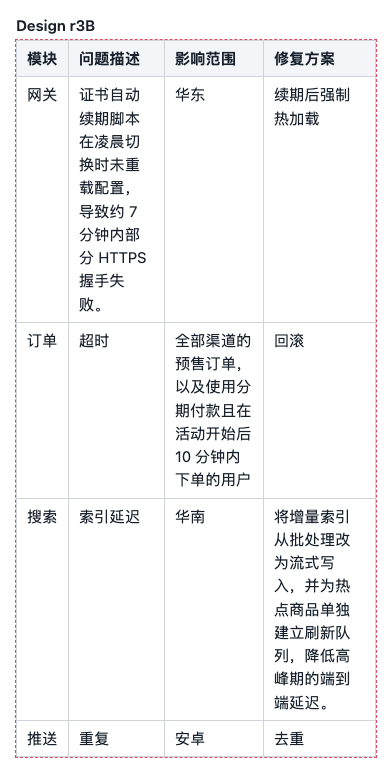 Design r3B
模块 问题描述 影响范围 修复方案
网关 证书自动 华东 续期后强制
续期脚本 热加载
在凌晨切
换时未重
载配置，
导致约 7
分钟内部
分 HTTPS
握手失
败。
订单 超时 全部渠道的 回滚
预售订单，
以及使用分
期付款且在
活动开始后
10 分钟内
下单的用户
搜索 索引延迟 华南 将增量索引
从批处理改
为流式写
入，并为热
点商品单独
建立刷新队
列，降低高
峰期的端到
端延迟。
推送 重复 安卓 去重